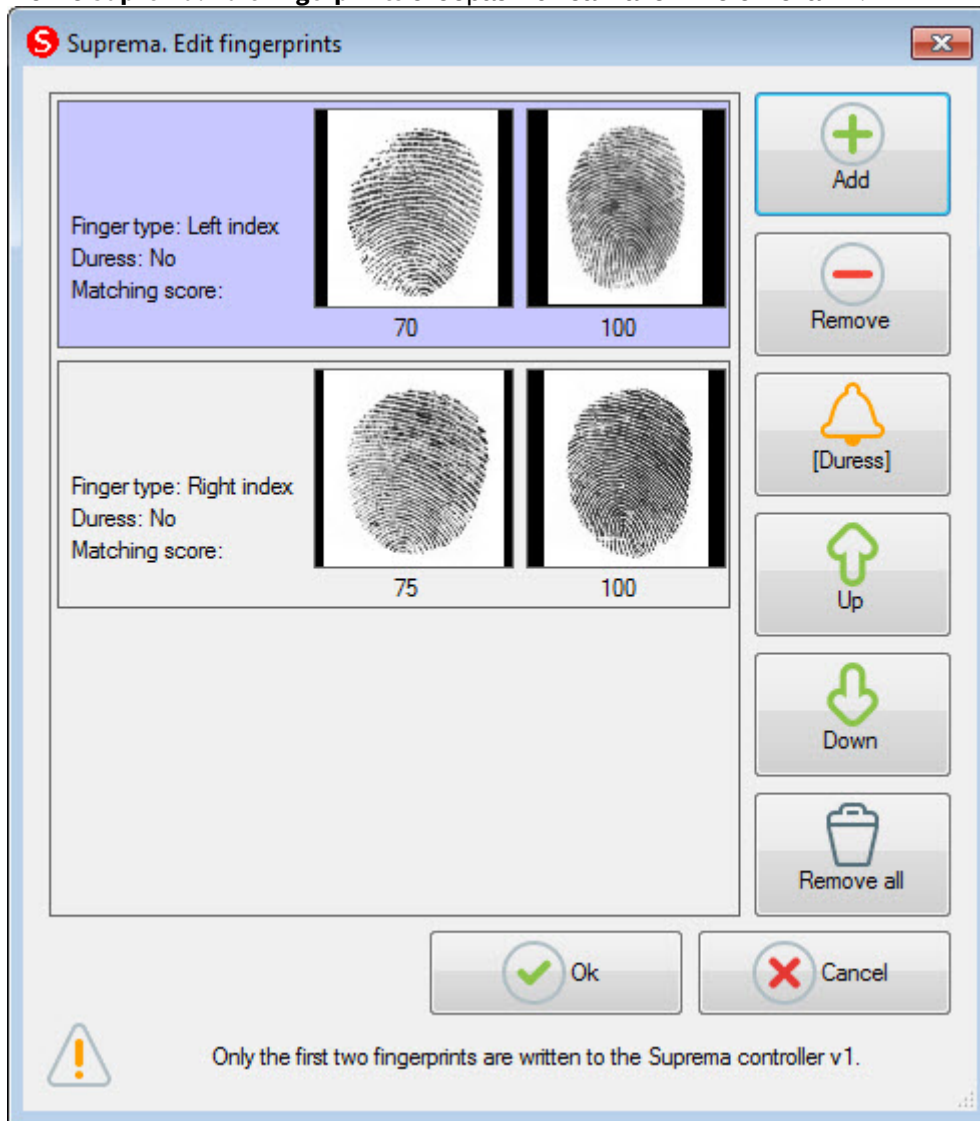 Suprema. Edit fingerprints
Finger type: Left index
Duress: No
Matching score:
70 100
Finger type: Right index
Duress: No
Matching score:
75 100
Add
Remove
[Duress]
Up
Down
Remove all
Ok
Cancel
Only the first two fingerprints are written to the Suprema controller v1.